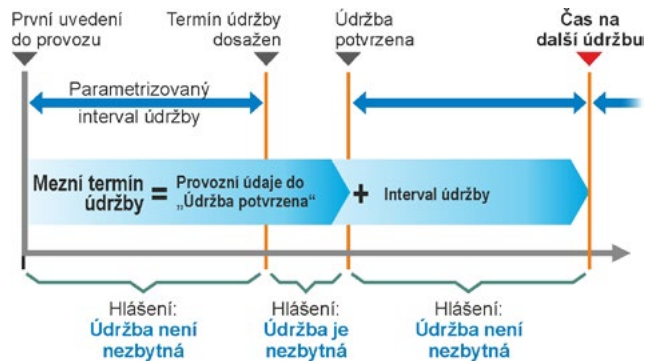 První uvedení
do provozu
Termín údržby
dosažen
Údržba
potvrzena
Čas na
další údržbu
Parametrizovaný
interval údržby
Mezní termín
údržby
=
Provozní údaje do
„Údržba potvrzena“
+
Interval údržby
Hlášení:
Údržba není
nezbytná
Hlášení:
Údržba je
nezbytná
Hlášení:
Údržba není
nezbytná